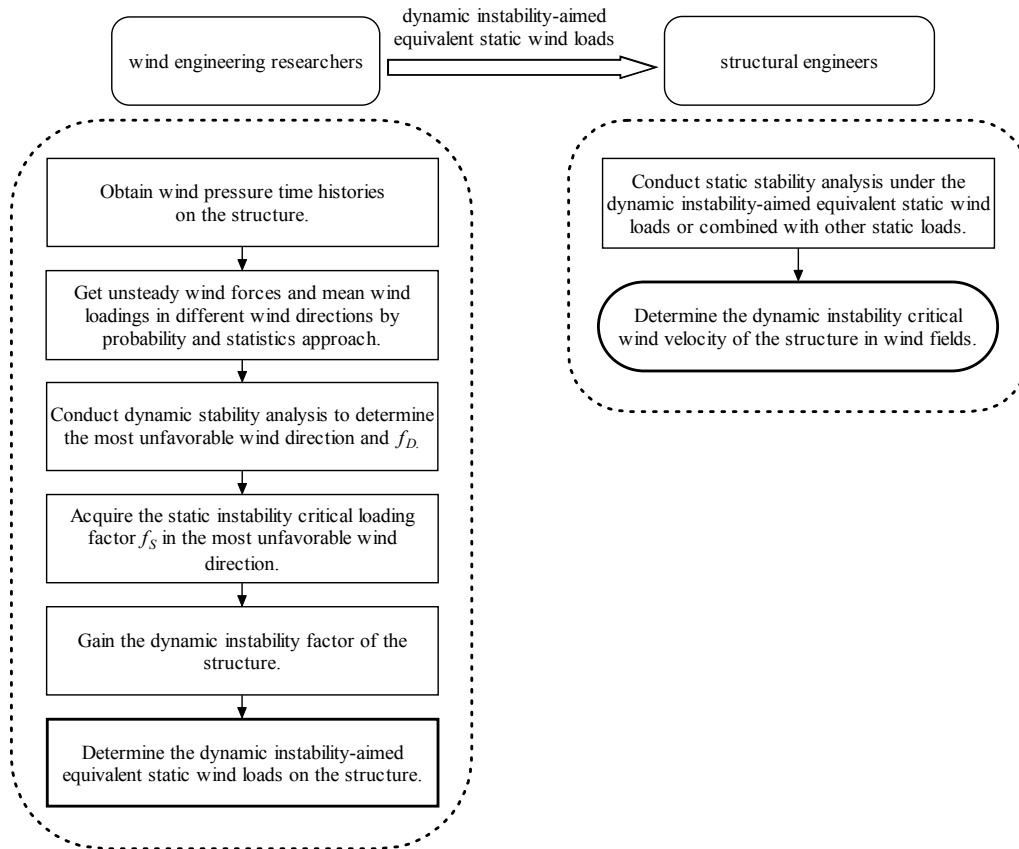 dynamic instability-aimed
equivalent static wind loads
wind engineering researchers
structural engineers
Obtain wind pressure time histories
on the structure.
Get unsteady wind forces and mean wind
loadings in different wind directions by
probability and statistics approach.
Conduct dynamic stability analysis to determine
the most unfavorable wind direction and f_D.
Acquire the static instability critical loading
factor f_S in the most unfavorable wind
direction.
Gain the dynamic instability factor of the
structure.
Determine the dynamic instability-aimed
equivalent static wind loads on the structure.
Conduct static stability analysis under the
dynamic instability-aimed equivalent static wind
loads or combined with other static loads.
Determine the dynamic instability critical
wind velocity of the structure in wind fields.